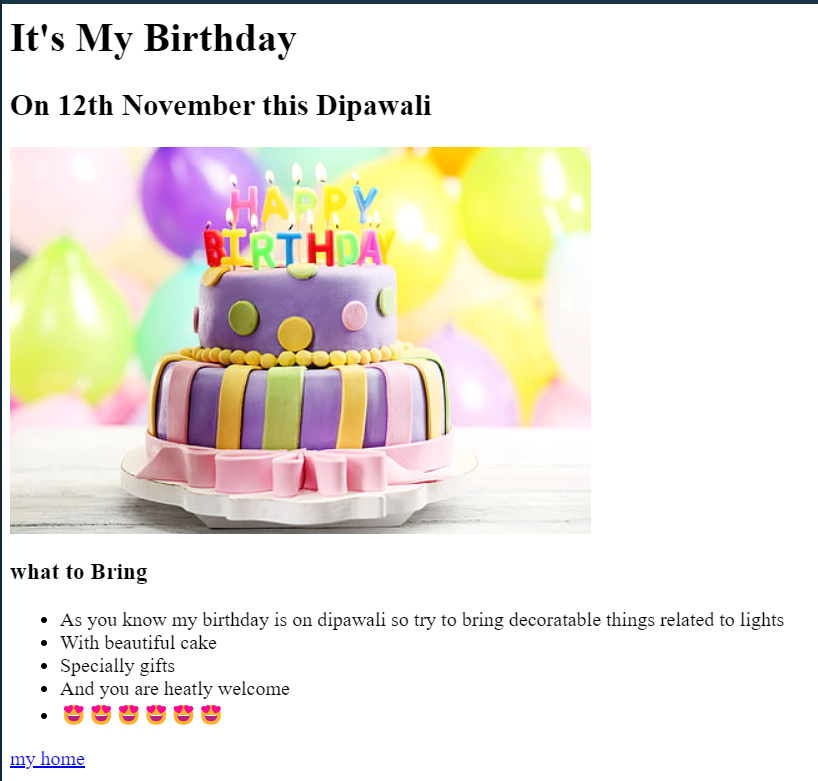 It's My Birthday
On 12th November this Dipawali
HAPPY
BIRTHDAY
what to Bring
As you know my birthday is on dipawali so try to bring decoratable things related to lights
With beautiful cake
Specially gifts
And you are heatly welcome
😍😍😍😍😍😍
my home